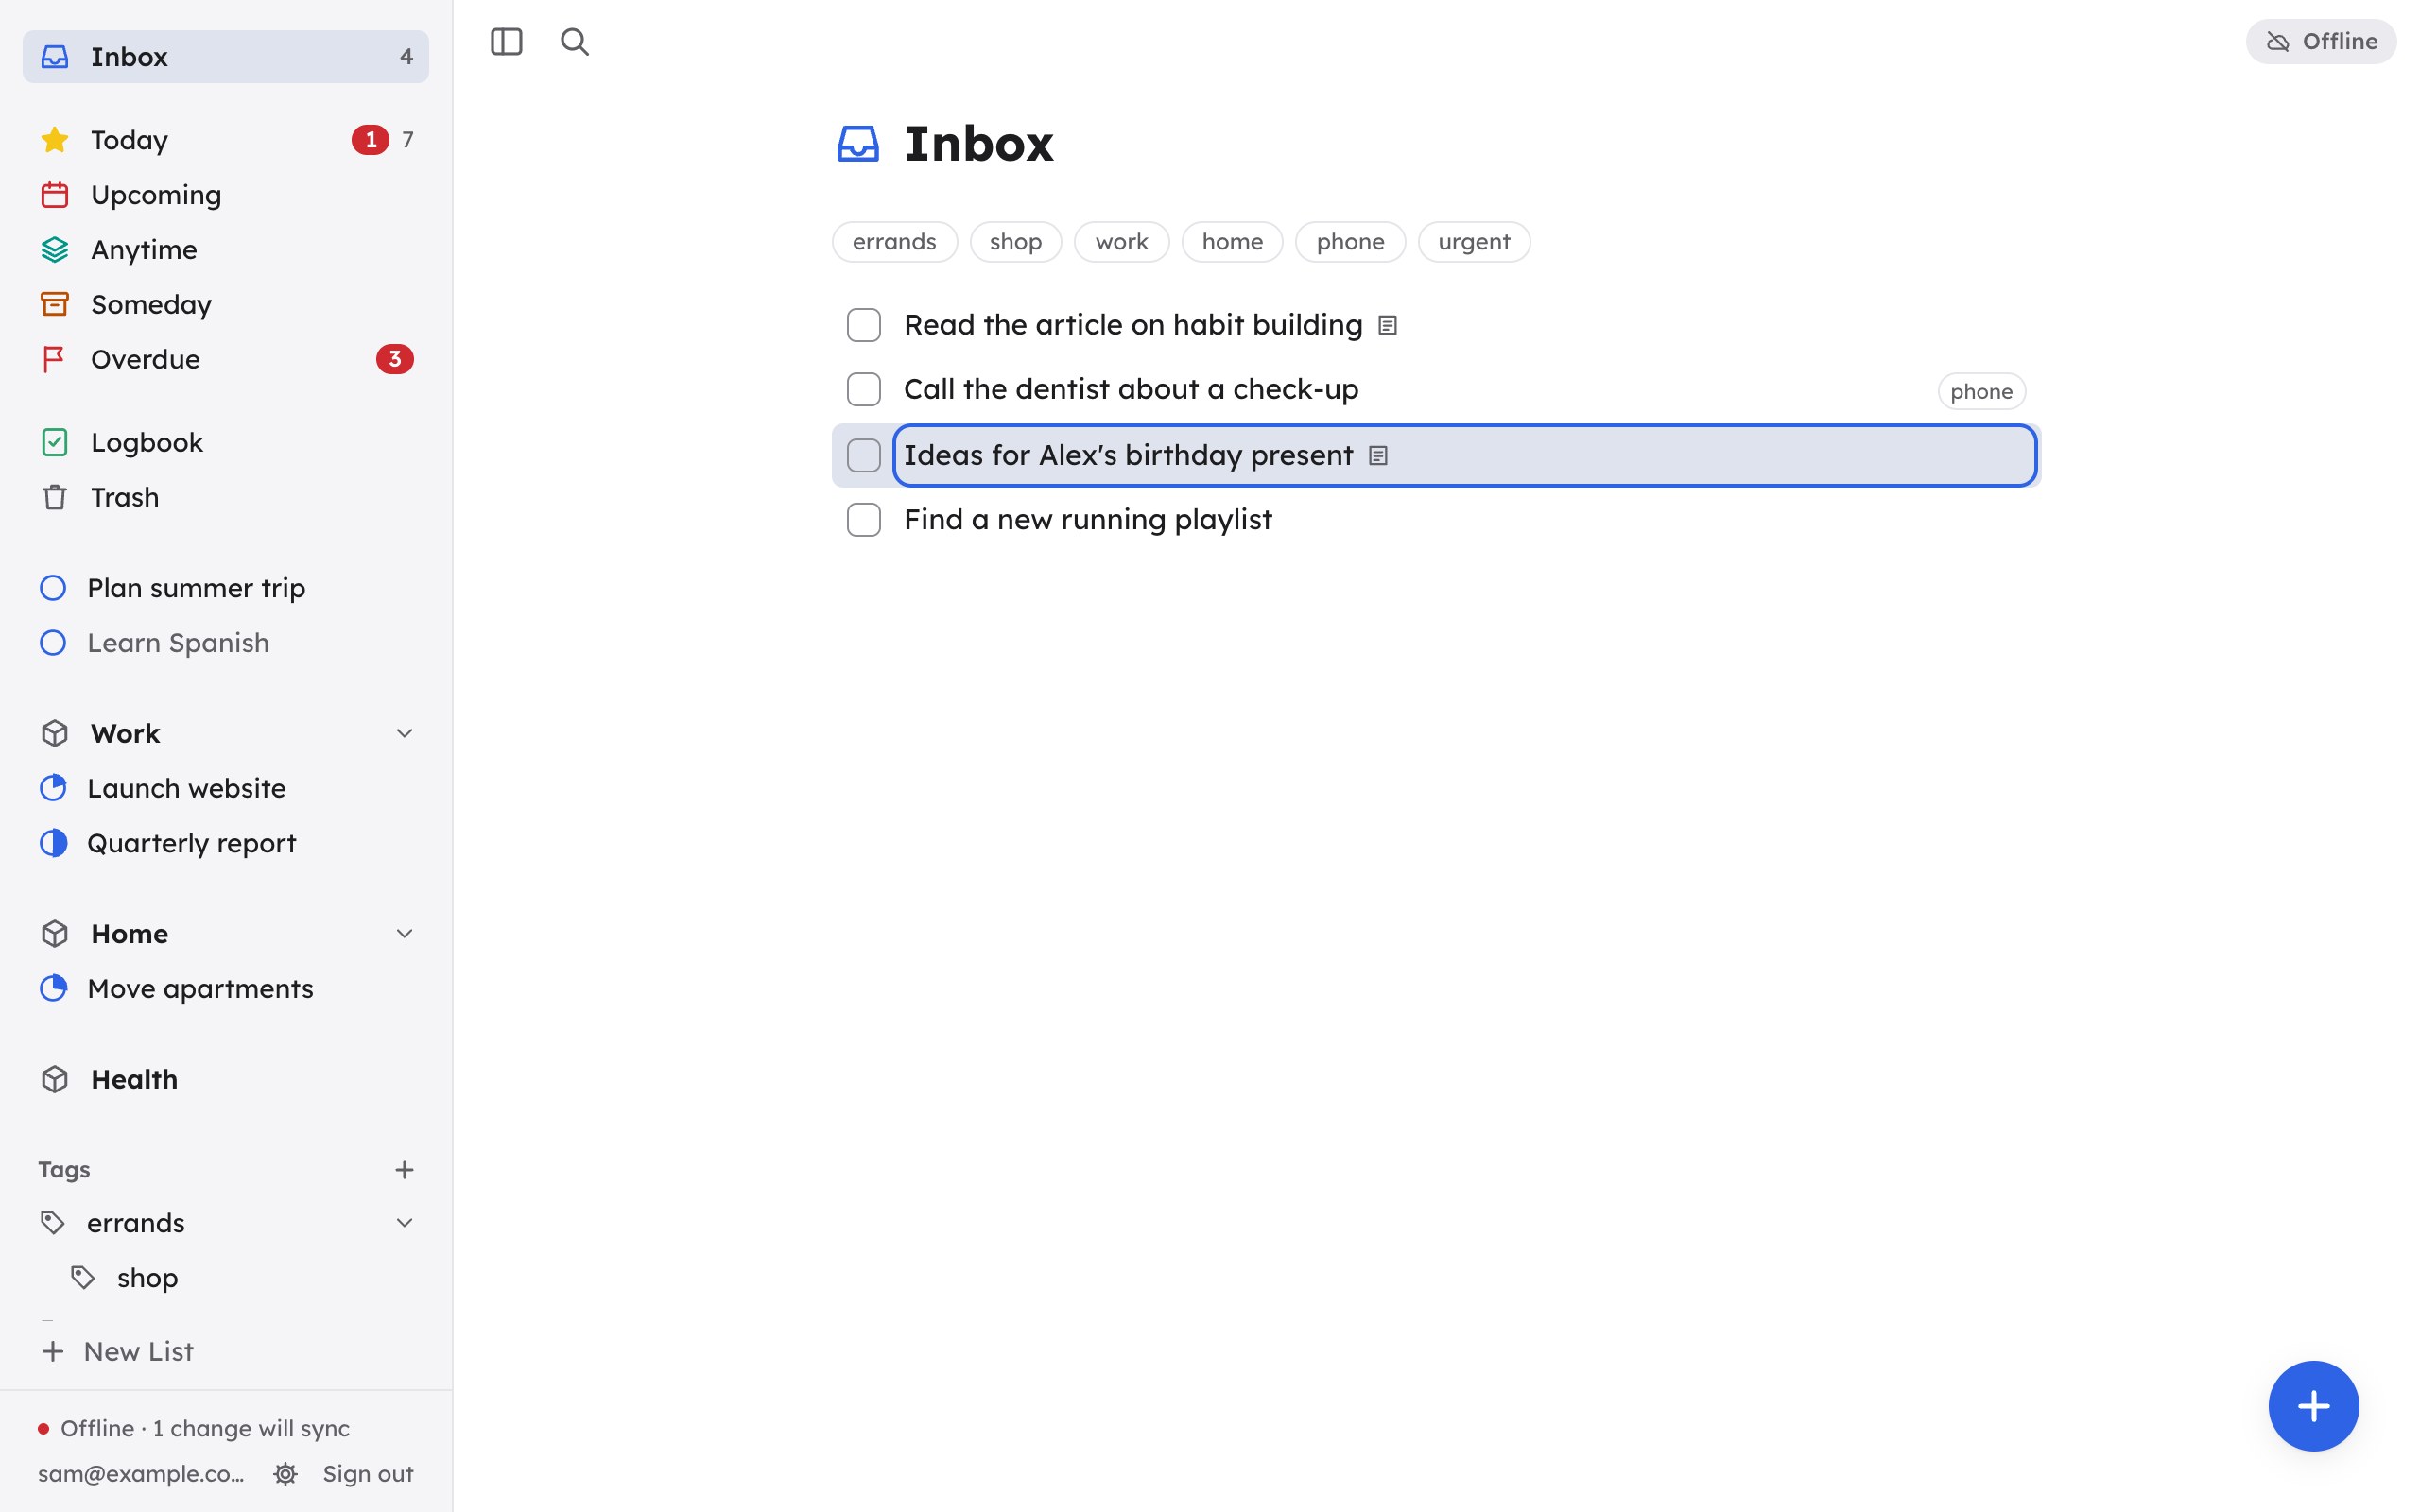 Inbox 4
Today 1 7
Upcoming
Anytime
Someday
Overdue 3
Logbook
Trash
Plan summer trip
Learn Spanish
Work
Launch website
Quarterly report
Home
Move apartments
Health
Tags
errands
shop
New List
Offline · 1 change will sync
sam@example.co… Sign out
Offline
Inbox
errands shop work home phone urgent
Read the article on habit building
Call the dentist about a check-up phone
Ideas for Alex's birthday present
Find a new running playlist